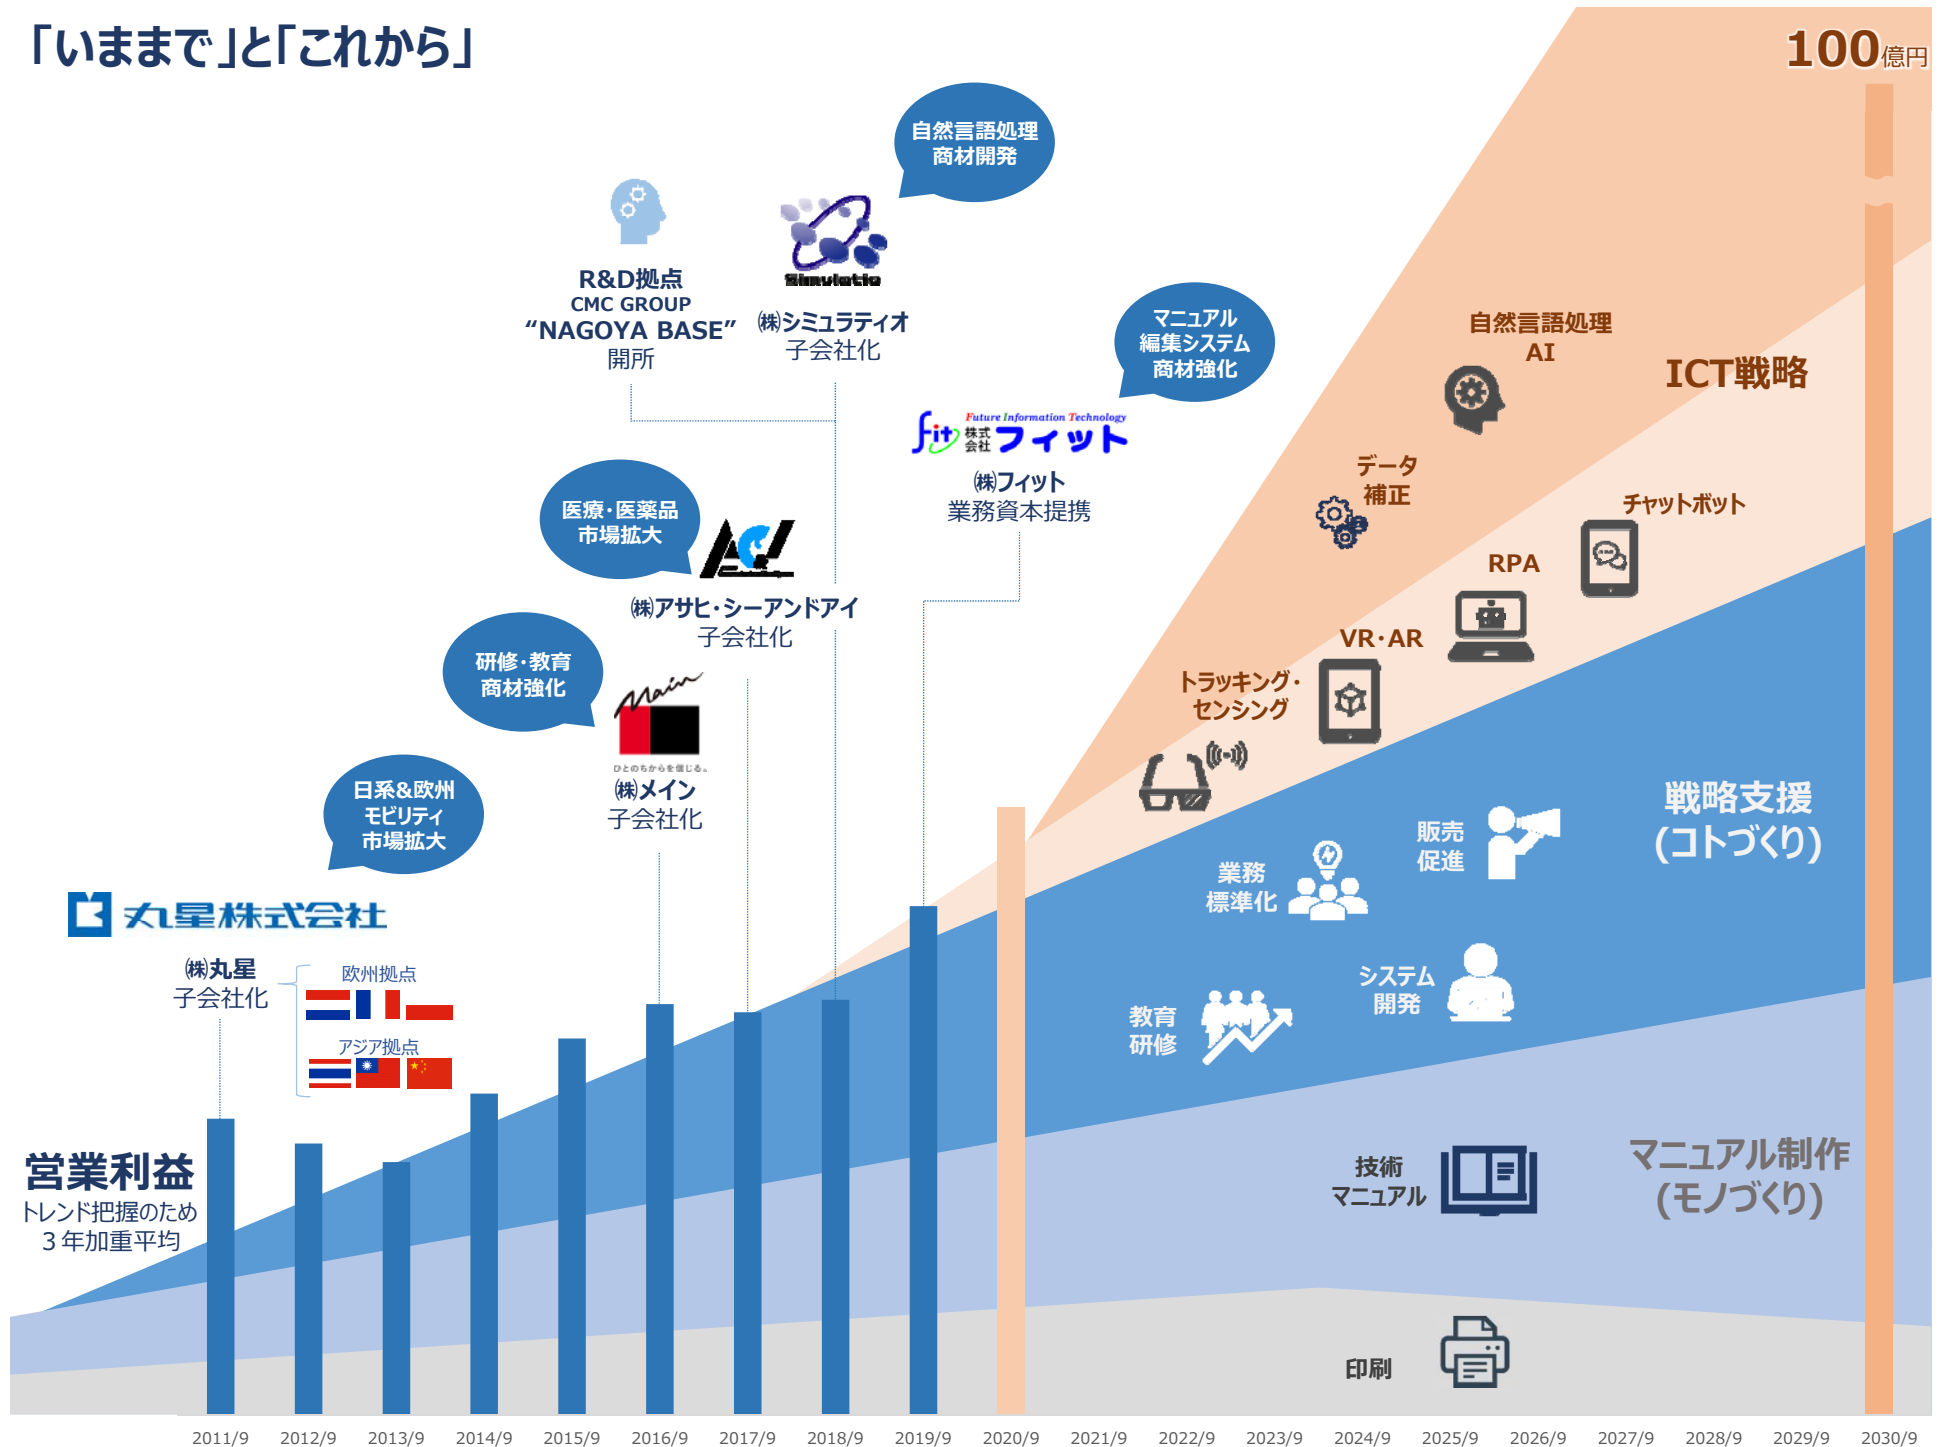 「いままで」と「これから」
100億円
自然言語処理
商材開発
Simulatio
R&D拠点
CMC GROUP
“NAGOYA BASE”
開所
㈱シミュラティオ
子会社化
マニュアル
編集システム
商材強化
Future Information Technology
fit 株式会社 フィット
㈱フィット
業務資本提携
医療・医薬品
市場拡大
㈱アサヒ・シーアンドアイ
子会社化
研修・教育
商材強化
Main
ひとのちからを信じる。
㈱メイン
子会社化
日系&欧州
モビリティ
市場拡大
丸星株式会社
㈱丸星
子会社化
欧州拠点
アジア拠点
営業利益
トレンド把握のため
３年加重平均
自然言語処理
AI
ICT戦略
データ
補正
チャットボット
RPA
VR・AR
トラッキング・
センシング
戦略支援
(コトづくり)
販売
促進
業務
標準化
システム
開発
教育
研修
マニュアル制作
(モノづくり)
技術
マニュアル
印刷
2011/9 2012/9 2013/9 2014/9 2015/9 2016/9 2017/9 2018/9 2019/9 2020/9 2021/9 2022/9 2023/9 2024/9 2025/9 2026/9 2027/9 2028/9 2029/9 2030/9